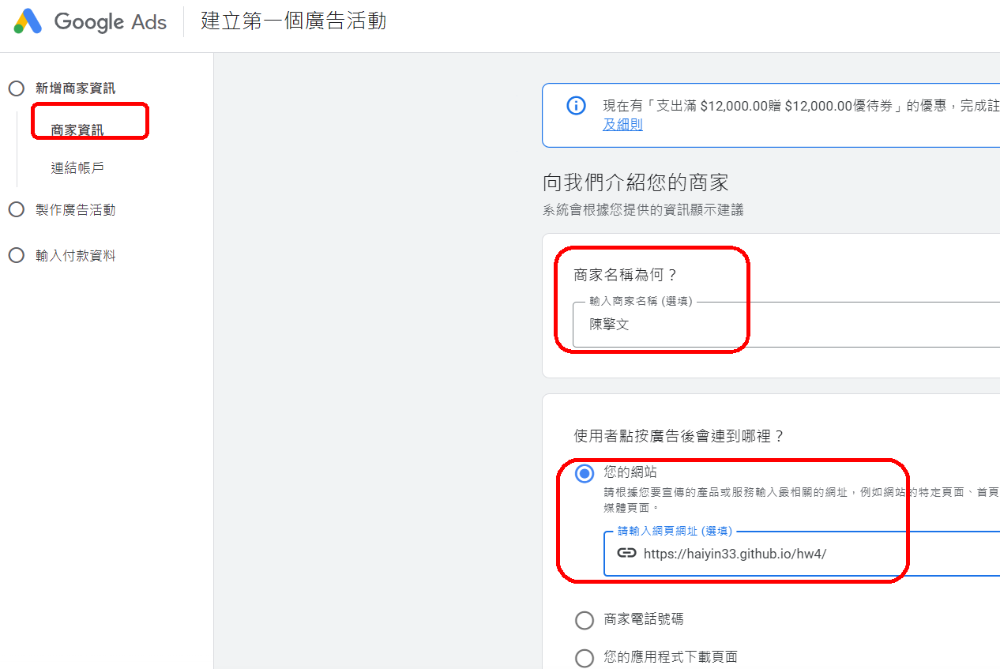 Google Ads 建立第一個廣告活動
新增商家資訊
商家資訊
連結帳戶
製作廣告活動
輸入付款資料
現在有「支出滿 $12,000.00贈 $12,000.00優待券」的優惠，完成註
及細則
向我們介紹您的商家
系統會根據您提供的資訊顯示建議
商家名稱為何？
輸入商家名稱 (選填)
陳擎文
使用者點按廣告後會連到哪裡？
您的網站
請根據您要宣傳的產品或服務輸入最相關的網址，例如網站的特定頁面、首頁
媒體頁面。
請輸入網頁網址 (選填)
https://haiyin33.github.io/hw4/
商家電話號碼
您的應用程式下載頁面